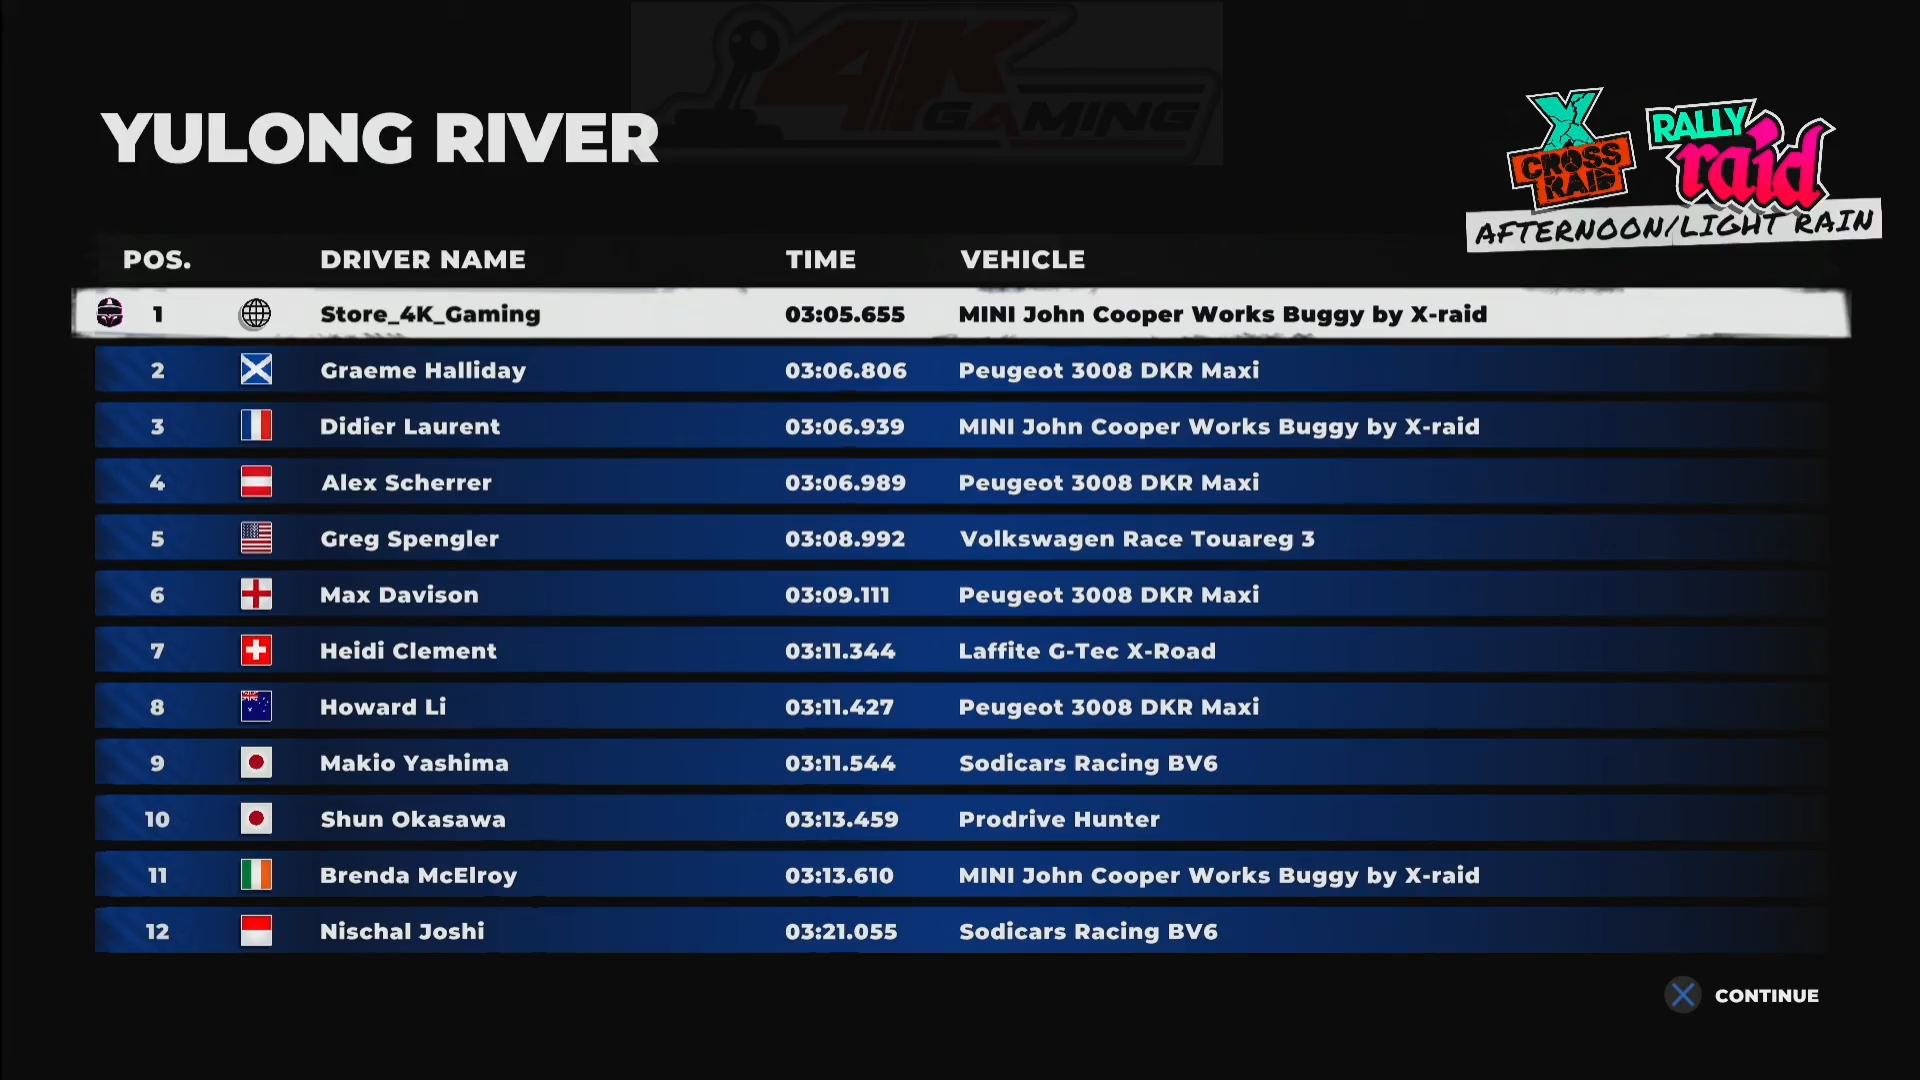 4K
GAMING
YULONG RIVER
X
CROSS
RAID
RALLY
raid
AFTERNOON/LIGHT RAIN
POS. DRIVER NAME TIME VEHICLE
1 Store_4K_Gaming 03:05.655 MINI John Cooper Works Buggy by X-raid
2 Graeme Halliday 03:06.806 Peugeot 3008 DKR Maxi
3 Didier Laurent 03:06.939 MINI John Cooper Works Buggy by X-raid
4 Alex Scherrer 03:06.989 Peugeot 3008 DKR Maxi
5 Greg Spengler 03:08.992 Volkswagen Race Touareg 3
6 Max Davison 03:09.111 Peugeot 3008 DKR Maxi
7 Heidi Clement 03:11.344 Laffite G-Tec X-Road
8 Howard Li 03:11.427 Peugeot 3008 DKR Maxi
9 Makio Yashima 03:11.544 Sodicars Racing BV6
10 Shun Okasawa 03:13.459 Prodrive Hunter
11 Brenda McElroy 03:13.610 MINI John Cooper Works Buggy by X-raid
12 Nischal Joshi 03:21.055 Sodicars Racing BV6
CONTINUE